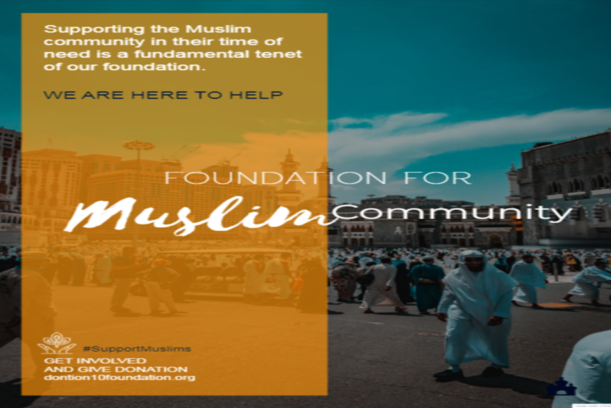 Supporting the Muslim
community in their time of
need is a fundamental tenet
of our foundation.
WE ARE HERE TO HELP
FOUNDATION FOR
Muslim Community
#SupportMuslims
GET INVOLVED
AND GIVE DONATION
dontion10foundation.org